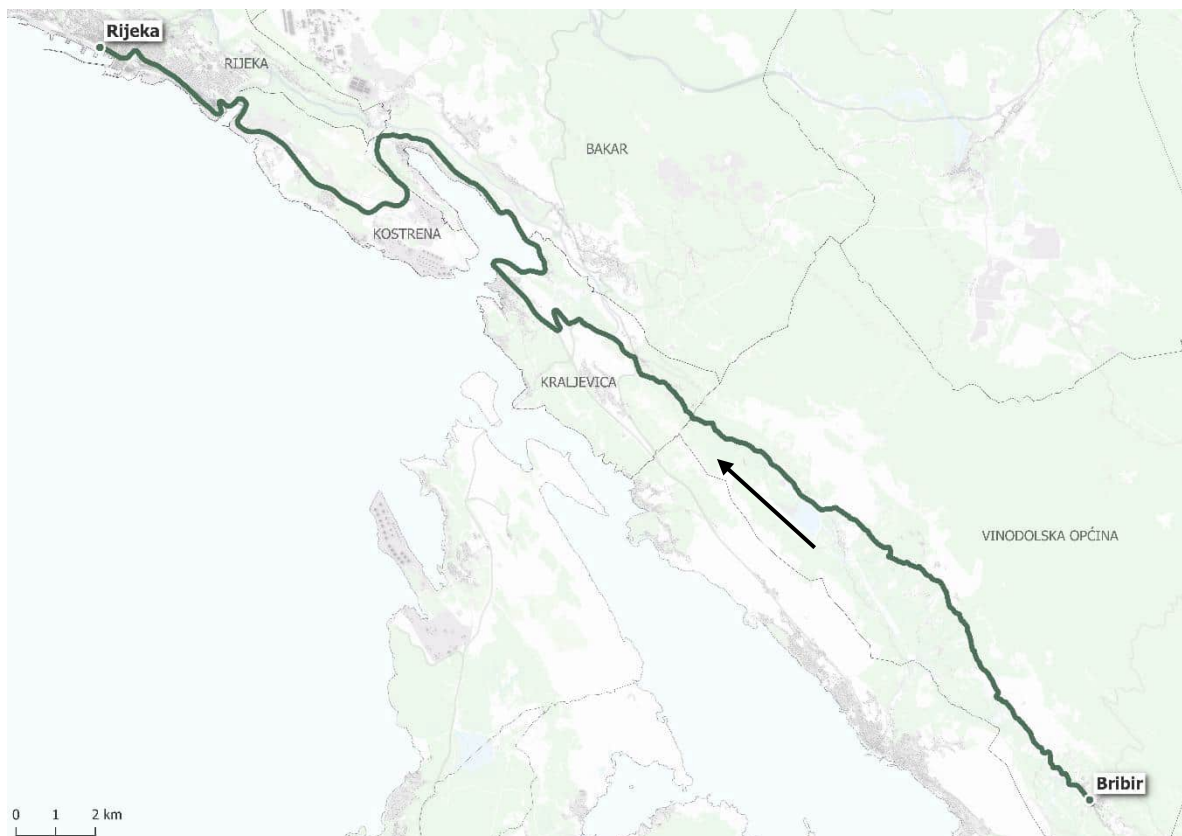 Rijeka
RIJEKA
BAKAR
KOSTRENA
KRALJEVICA
VINODOLSKA OPĆINA
Bribir
0 1 2 km